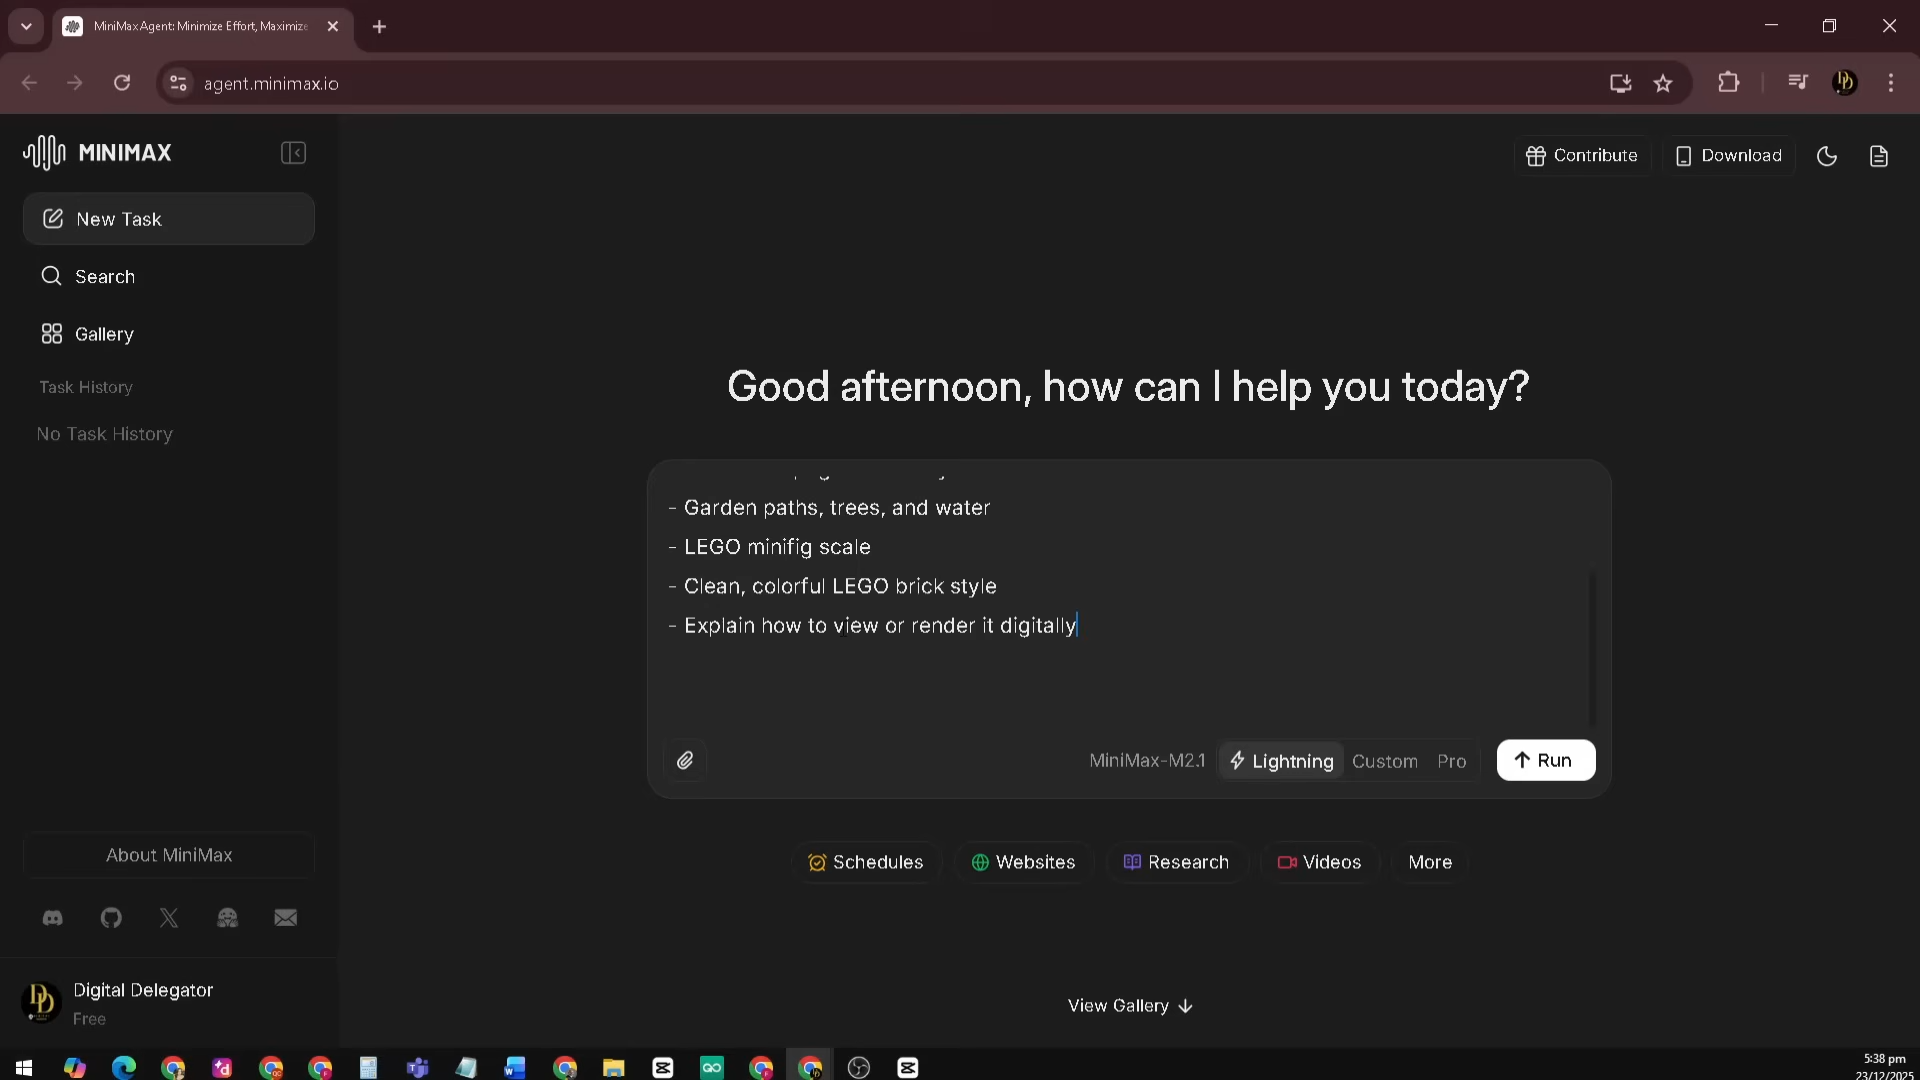 MiniMax Agent: Minimize Effort, Maximize
agent.minimax.io
MINIMAX
Contribute
Download
New Task
Search
Gallery
Task History
No Task History
Good afternoon, how can I help you today?
- Garden paths, trees, and water
- LEGO minifig scale
- Clean, colorful LEGO brick style
- Explain how to view or render it digitally
MiniMax-M2.1
Lightning
Custom
Pro
Run
Schedules
Websites
Research
Videos
More
About MiniMax
Digital Delegator
Free
View Gallery
5:38 pm
23/12/2025